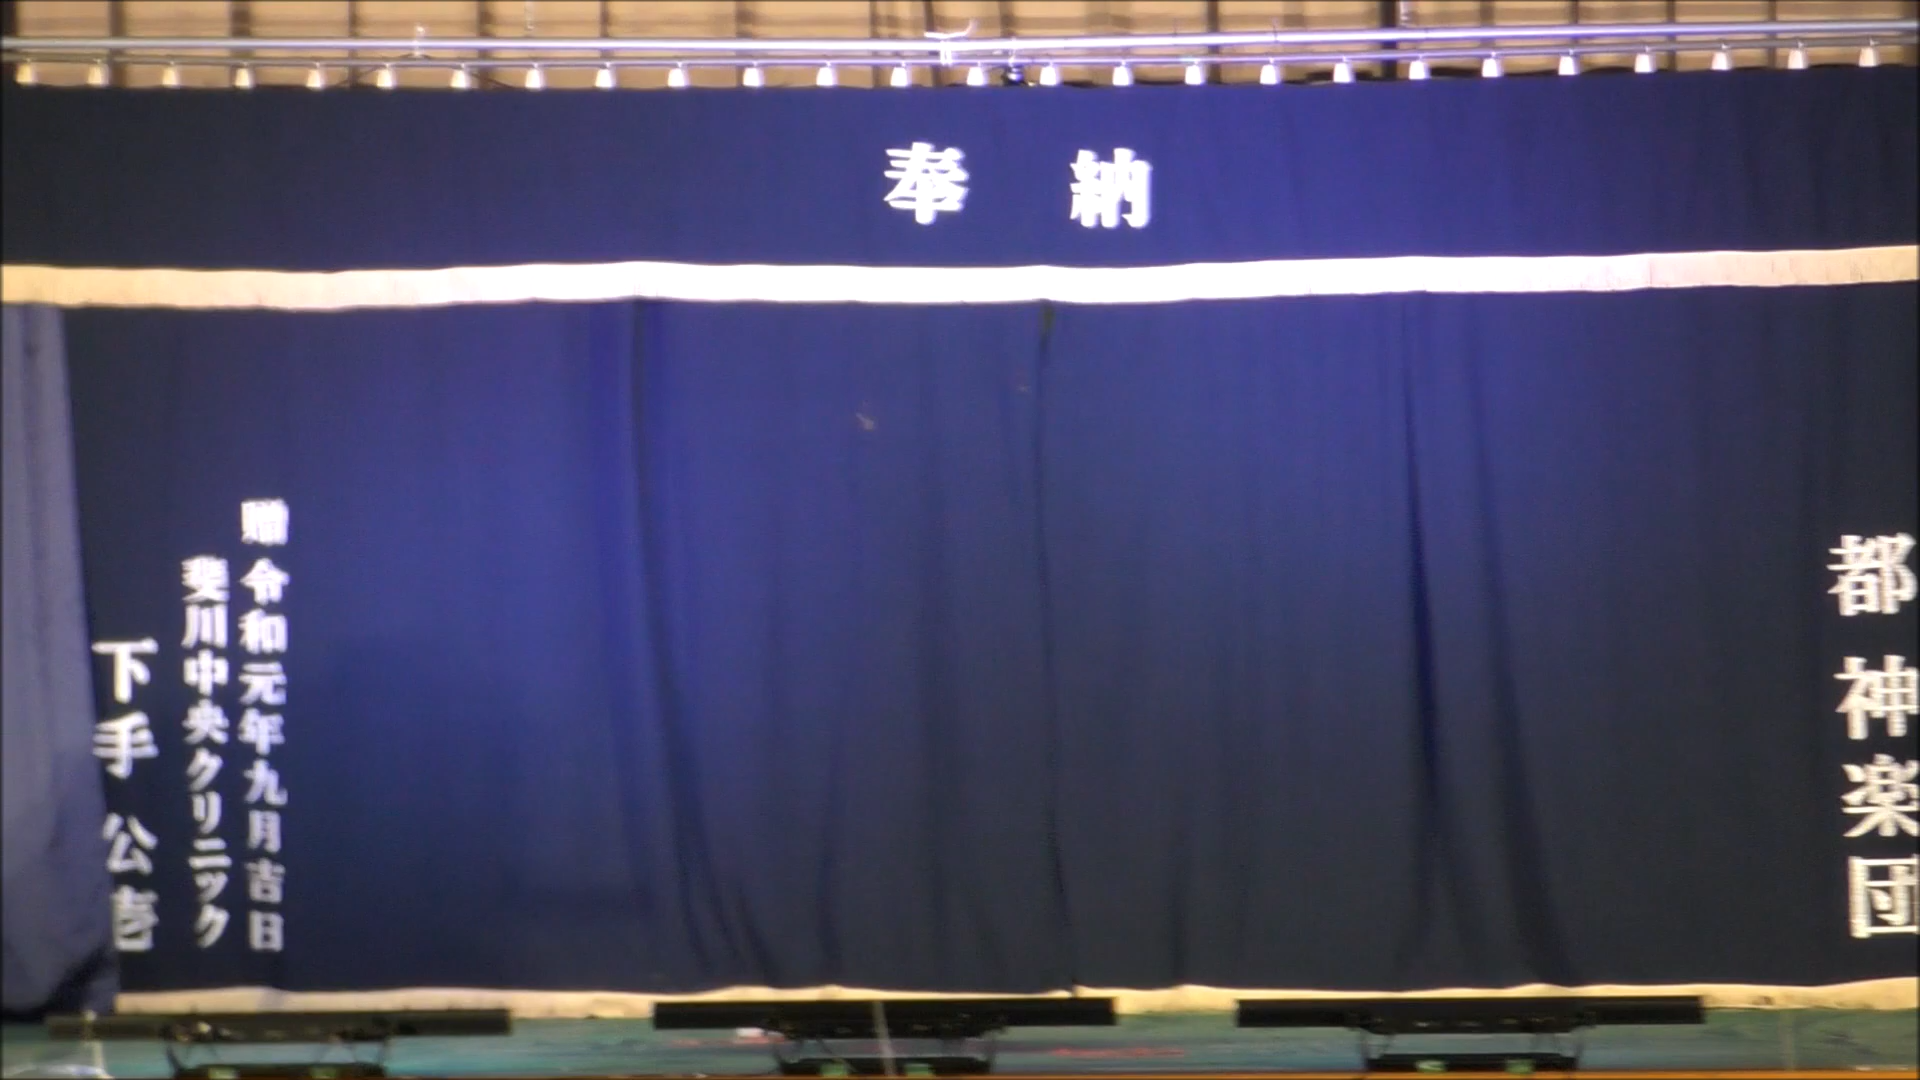 奉納
都神楽団
贈 令和元年九月吉日
斐川中央クリニック
下手公壱